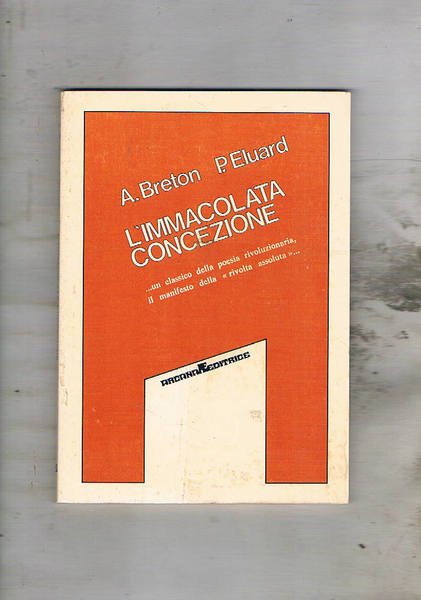 A. Breton P. Eluard
L'IMMACOLATA
CONCEZIONE
...un classico della poesia rivoluzionaria,
il manifesto della « rivolta assoluta »...
ARCANA Æ EDITRICE